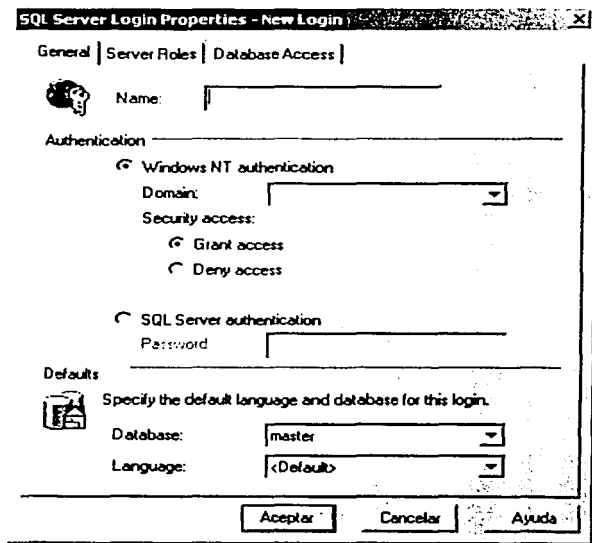 SQL Server Login Properties - New Login
General Server Roles Database Access
Name:
Authentication
Windows NT authentication
Domain:
Security access:
Grant access
Deny access
SQL Server authentication
Password
Defaults
Specify the default language and database for this login.
Database: master
Language: <Default>
Aceptar Cancelar Ayuda